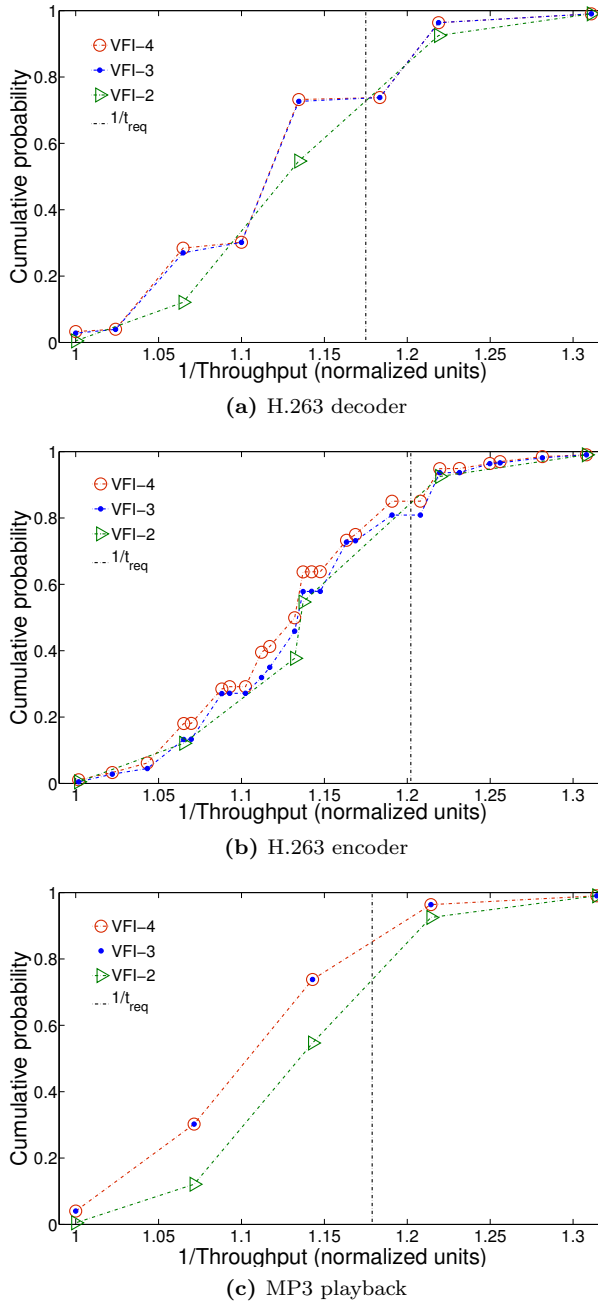 1
0.8
0.6
0.4
0.2
0
Cumulative probability
VFI-4
VFI-3
VFI-2
1/t_req
1 1.05 1.1 1.15 1.2 1.25 1.3
1/Throughput (normalized units)
(a) H.263 decoder
1
0.8
0.6
0.4
0.2
0
Cumulative probability
VFI-4
VFI-3
VFI-2
1/t_req
1 1.05 1.1 1.15 1.2 1.25 1.3
1/Throughput (normalized units)
(b) H.263 encoder
1
0.8
0.6
0.4
0.2
0
Cumulative probability
VFI-4
VFI-3
VFI-2
1/t_req
1 1.05 1.1 1.15 1.2 1.25 1.3
1/Throughput (normalized units)
(c) MP3 playback